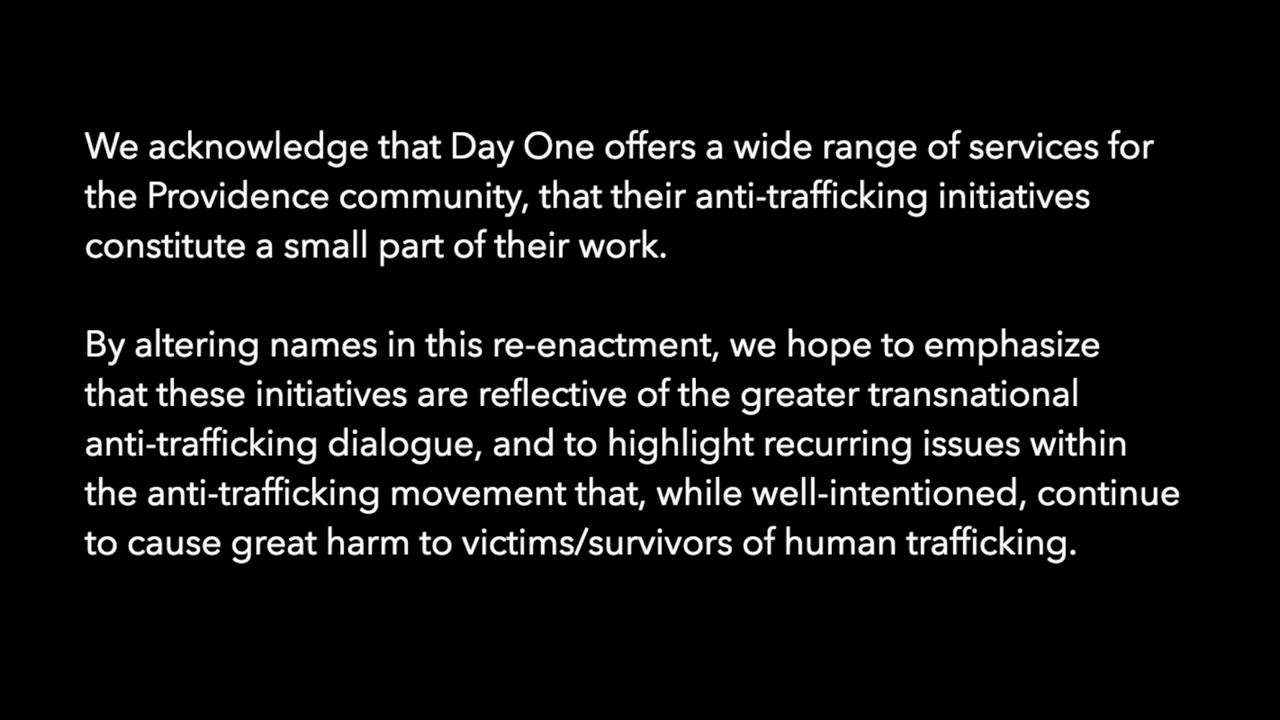 We acknowledge that Day One offers a wide range of services for
the Providence community, that their anti-trafficking initiatives
constitute a small part of their work.
By altering names in this re-enactment, we hope to emphasize
that these initiatives are reflective of the greater transnational
anti-trafficking dialogue, and to highlight recurring issues within
the anti-trafficking movement that, while well-intentioned, continue
to cause great harm to victims/survivors of human trafficking.